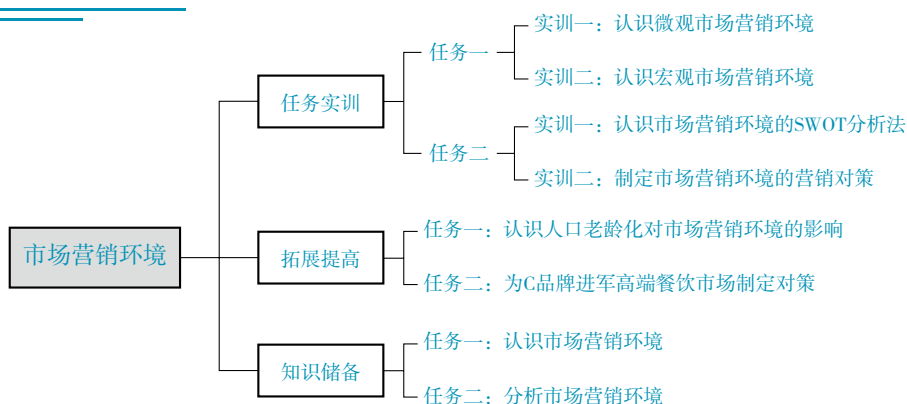 市场营销环境
任务实训
任务一
实训一：认识微观市场营销环境
实训二：认识宏观市场营销环境
任务二
实训一：认识市场营销环境的SWOT分析法
实训二：制定市场营销环境的营销对策
拓展提高
任务一：认识人口老龄化对市场营销环境的影响
任务二：为C品牌进军高端餐饮市场制定对策
知识储备
任务一：认识市场营销环境
任务二：分析市场营销环境